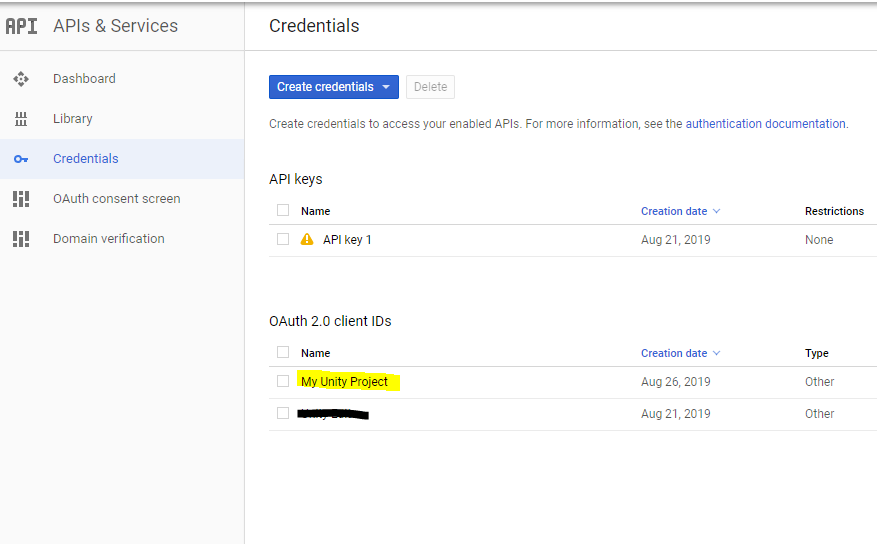 API APIs & Services
Credentials
Dashboard
Library
Credentials
OAuth consent screen
Domain verification
Create credentials Delete
Create credentials to access your enabled APIs. For more information, see the authentication documentation.
API keys
Name Creation date Restrictions
API key 1 Aug 21, 2019 None
OAuth 2.0 client IDs
Name Creation date Type
My Unity Project Aug 26, 2019 Other
Aug 21, 2019 Other